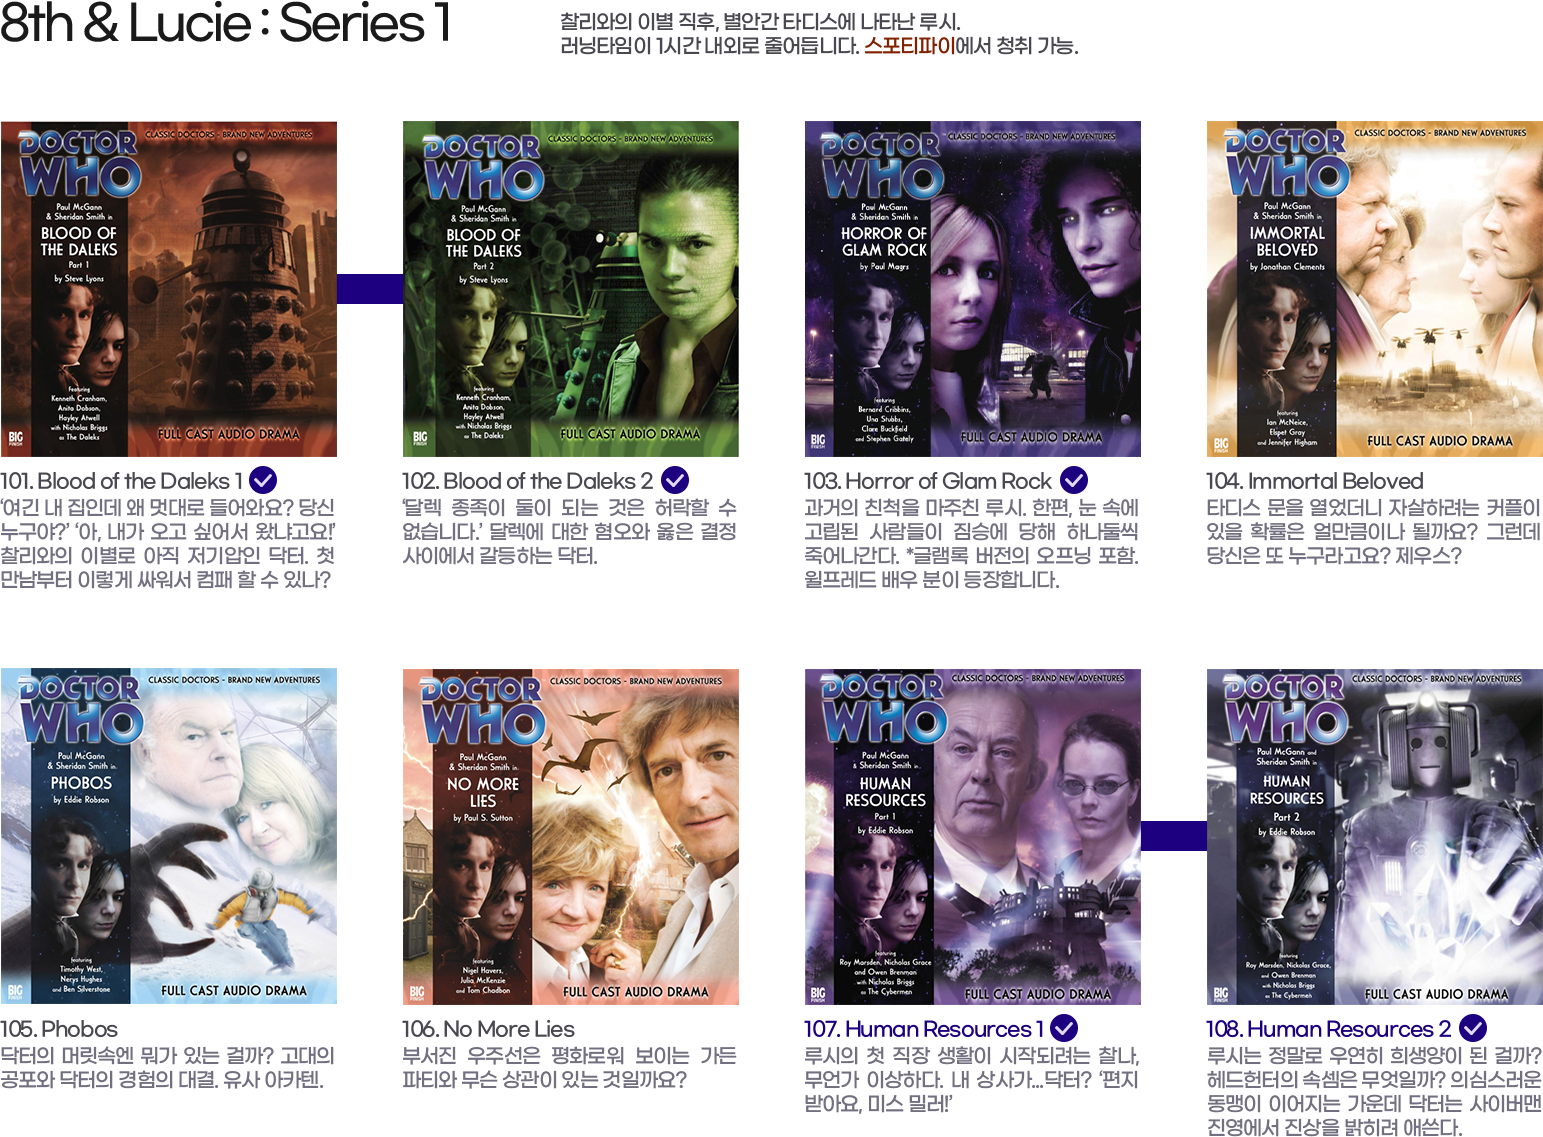 8th & Lucie : Series 1
찰리와의 이별 직후, 별안간 타디스에 나타난 루시.
러닝타임이 1시간 내외로 줄어듭니다. 스포티파이에서 청취 가능.
CLASSIC DOCTORS - BRAND NEW ADVENTURES
DOCTOR
WHO
Paul McGann
& Sheridan Smith in
BLOOD OF
THE DALEKS
Part 1
by Steve Lyons
Featuring
Kenneth Cranham,
Anita Dobson,
Hayley Atwell
with Nicholas Briggs
as The Daleks
BIG
FINISH
FULL CAST AUDIO DRAMA
101. Blood of the Daleks 1
‘여긴 내 집인데 왜 멋대로 들어와요? 당신
누구야?’ ‘아, 내가 오고 싶어서 왔냐고요!’
찰리와의 이별로 아직 저기압인 닥터. 첫
만남부터 이렇게 싸워서 컴패 할 수 있나?
CLASSIC DOCTORS - BRAND NEW ADVENTURES
DOCTOR
WHO
Paul McGann
& Sheridan Smith in
BLOOD OF
THE DALEKS
Part 2
by Steve Lyons
featuring
Kenneth Cranham,
Anita Dobson,
Hayley Atwell
with Nicholas Briggs
as The Daleks
BIG
FINISH
FULL CAST AUDIO DRAMA
102. Blood of the Daleks 2
‘달렉 종족이 둘이 되는 것은 허락할 수
없습니다.’ 달렉에 대한 혐오와 옳은 결정
사이에서 갈등하는 닥터.
CLASSIC DOCTORS - BRAND NEW ADVENTURES
DOCTOR
WHO
Paul McGann
& Sheridan Smith in
HORROR OF
GLAM ROCK
by Paul Magrs
featuring
Bernard Cribbins,
Una Stubbs,
Clare Buckfield
and Stephen Gately
BIG
FINISH
FULL CAST AUDIO DRAMA
103. Horror of Glam Rock
과거의 친척을 마주친 루시. 한편, 눈 속에
고립된 사람들이 짐승에 당해 하나둘씩
죽어나간다. *글램록 버전의 오프닝 포함.
윌프레드 배우 분이 등장합니다.
CLASSIC DOCTORS - BRAND NEW ADVENTURES
DOCTOR
WHO
Paul McGann
& Sheridan Smith in
IMMORTAL
BELOVED
by Jonathan Clements
featuring
Ian McNeice,
Elspet Gray
and Jennifer Higham
BIG
FINISH
FULL CAST AUDIO DRAMA
104. Immortal Beloved
타디스 문을 열었더니 자살하려는 커플이
있을 확률은 얼만큼이나 될까요? 그런데
당신은 또 누구라고요? 제우스?
CLASSIC DOCTORS - BRAND NEW ADVENTURES
DOCTOR
WHO
Paul McGann
& Sheridan Smith in
PHOBOS
by Eddie Robson
featuring
Timothy West,
Nerys Hughes
and Ben Silverstone
BIG
FINISH
FULL CAST AUDIO DRAMA
105. Phobos
닥터의 머릿속엔 뭐가 있는 걸까? 고대의
공포와 닥터의 경험의 대결. 유사 아카텐.
CLASSIC DOCTORS - BRAND NEW ADVENTURES
DOCTOR
WHO
Paul McGann
& Sheridan Smith in
NO MORE
LIES
by Paul S. Sutton
featuring
Nigel Havers,
Julia McKenzie
and Tom Chadbon
BIG
FINISH
FULL CAST AUDIO DRAMA
106. No More Lies
부서진 우주선은 평화로워 보이는 가든
파티와 무슨 상관이 있는 것일까요?
CLASSIC DOCTORS - BRAND NEW ADVENTURES
DOCTOR
WHO
Paul McGann
& Sheridan Smith in
HUMAN
RESOURCES
Part 1
by Eddie Robson
featuring
Roy Marsden, Nickolas Grace
and Owen Brenman
with Nicholas Briggs
as The Cybermen
BIG
FINISH
FULL CAST AUDIO DRAMA
107. Human Resources 1
루시의 첫 직장 생활이 시작되려는 찰나,
무언가 이상하다. 내 상사가...닥터? ‘편지
받아요, 미스 밀러!’
CLASSIC DOCTORS - BRAND NEW ADVENTURES
DOCTOR
WHO
Paul McGann and
Sheridan Smith in
HUMAN
RESOURCES
Part 2
by Eddie Robson
featuring
Roy Marsden, Nickolas Grace,
and Owen Brenman
with Nicholas Briggs
as The Cybermen
BIG
FINISH
FULL CAST AUDIO DRAMA
108. Human Resources 2
루시는 정말로 우연히 희생양이 된 걸까?
헤드헌터의 속셈은 무엇일까? 의심스러운
동맹이 이어지는 가운데 닥터는 사이버맨
진영에서 진상을 밝히려 애쓴다.